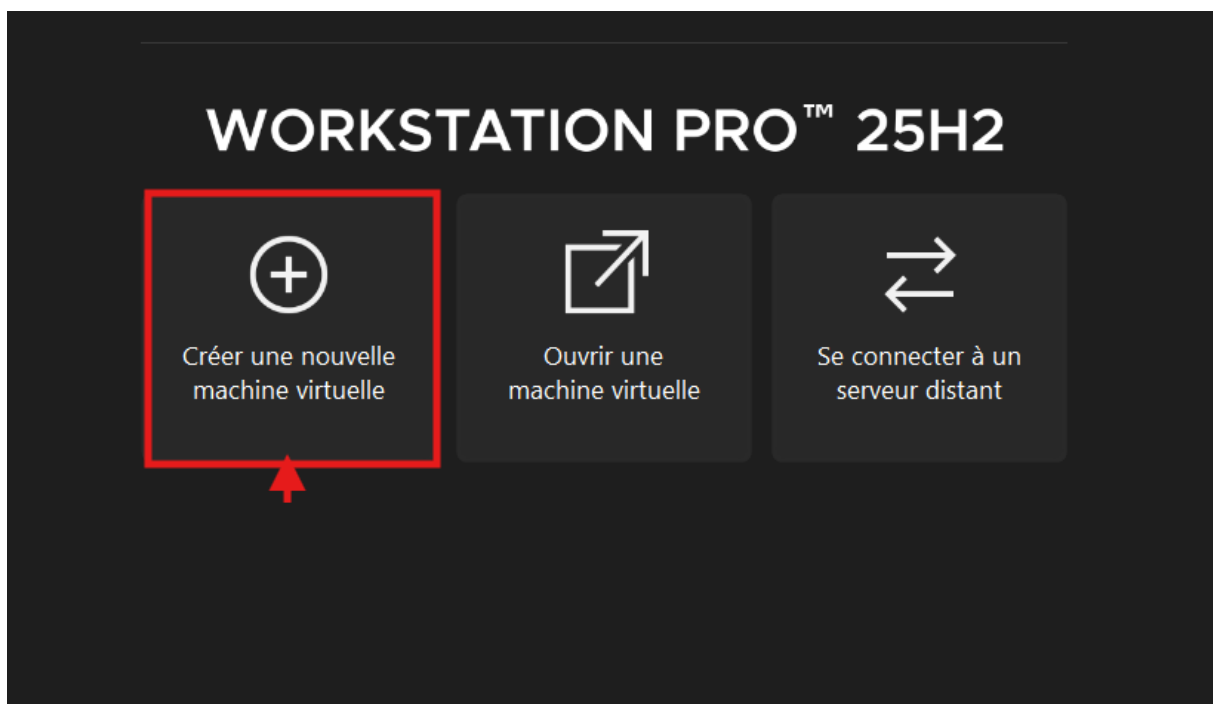 WORKSTATION PRO™ 25H2
Créer une nouvelle
machine virtuelle
Ouvrir une
machine virtuelle
Se connecter à un
serveur distant